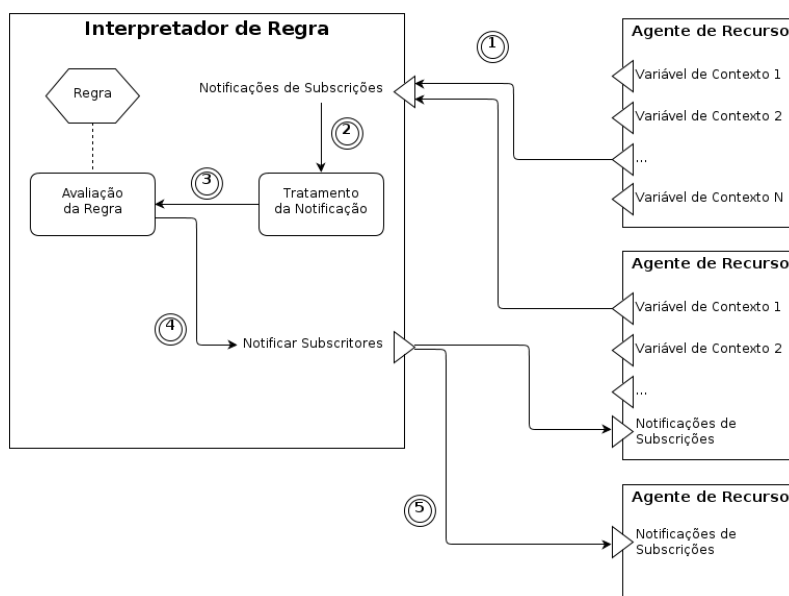 Interpretador de Regra
Regra
Notificações de Subscrições
1
2
3
Avaliação
da Regra
Tratamento
da Notificação
4
Notificar Subscritores
5
Agente de Recurso
Variável de Contexto 1
Variável de Contexto 2
...
Variável de Contexto N
Agente de Recurso
Variável de Contexto 1
Variável de Contexto 2
...
Notificações de
Subscrições
Agente de Recurso
Notificações de
Subscrições